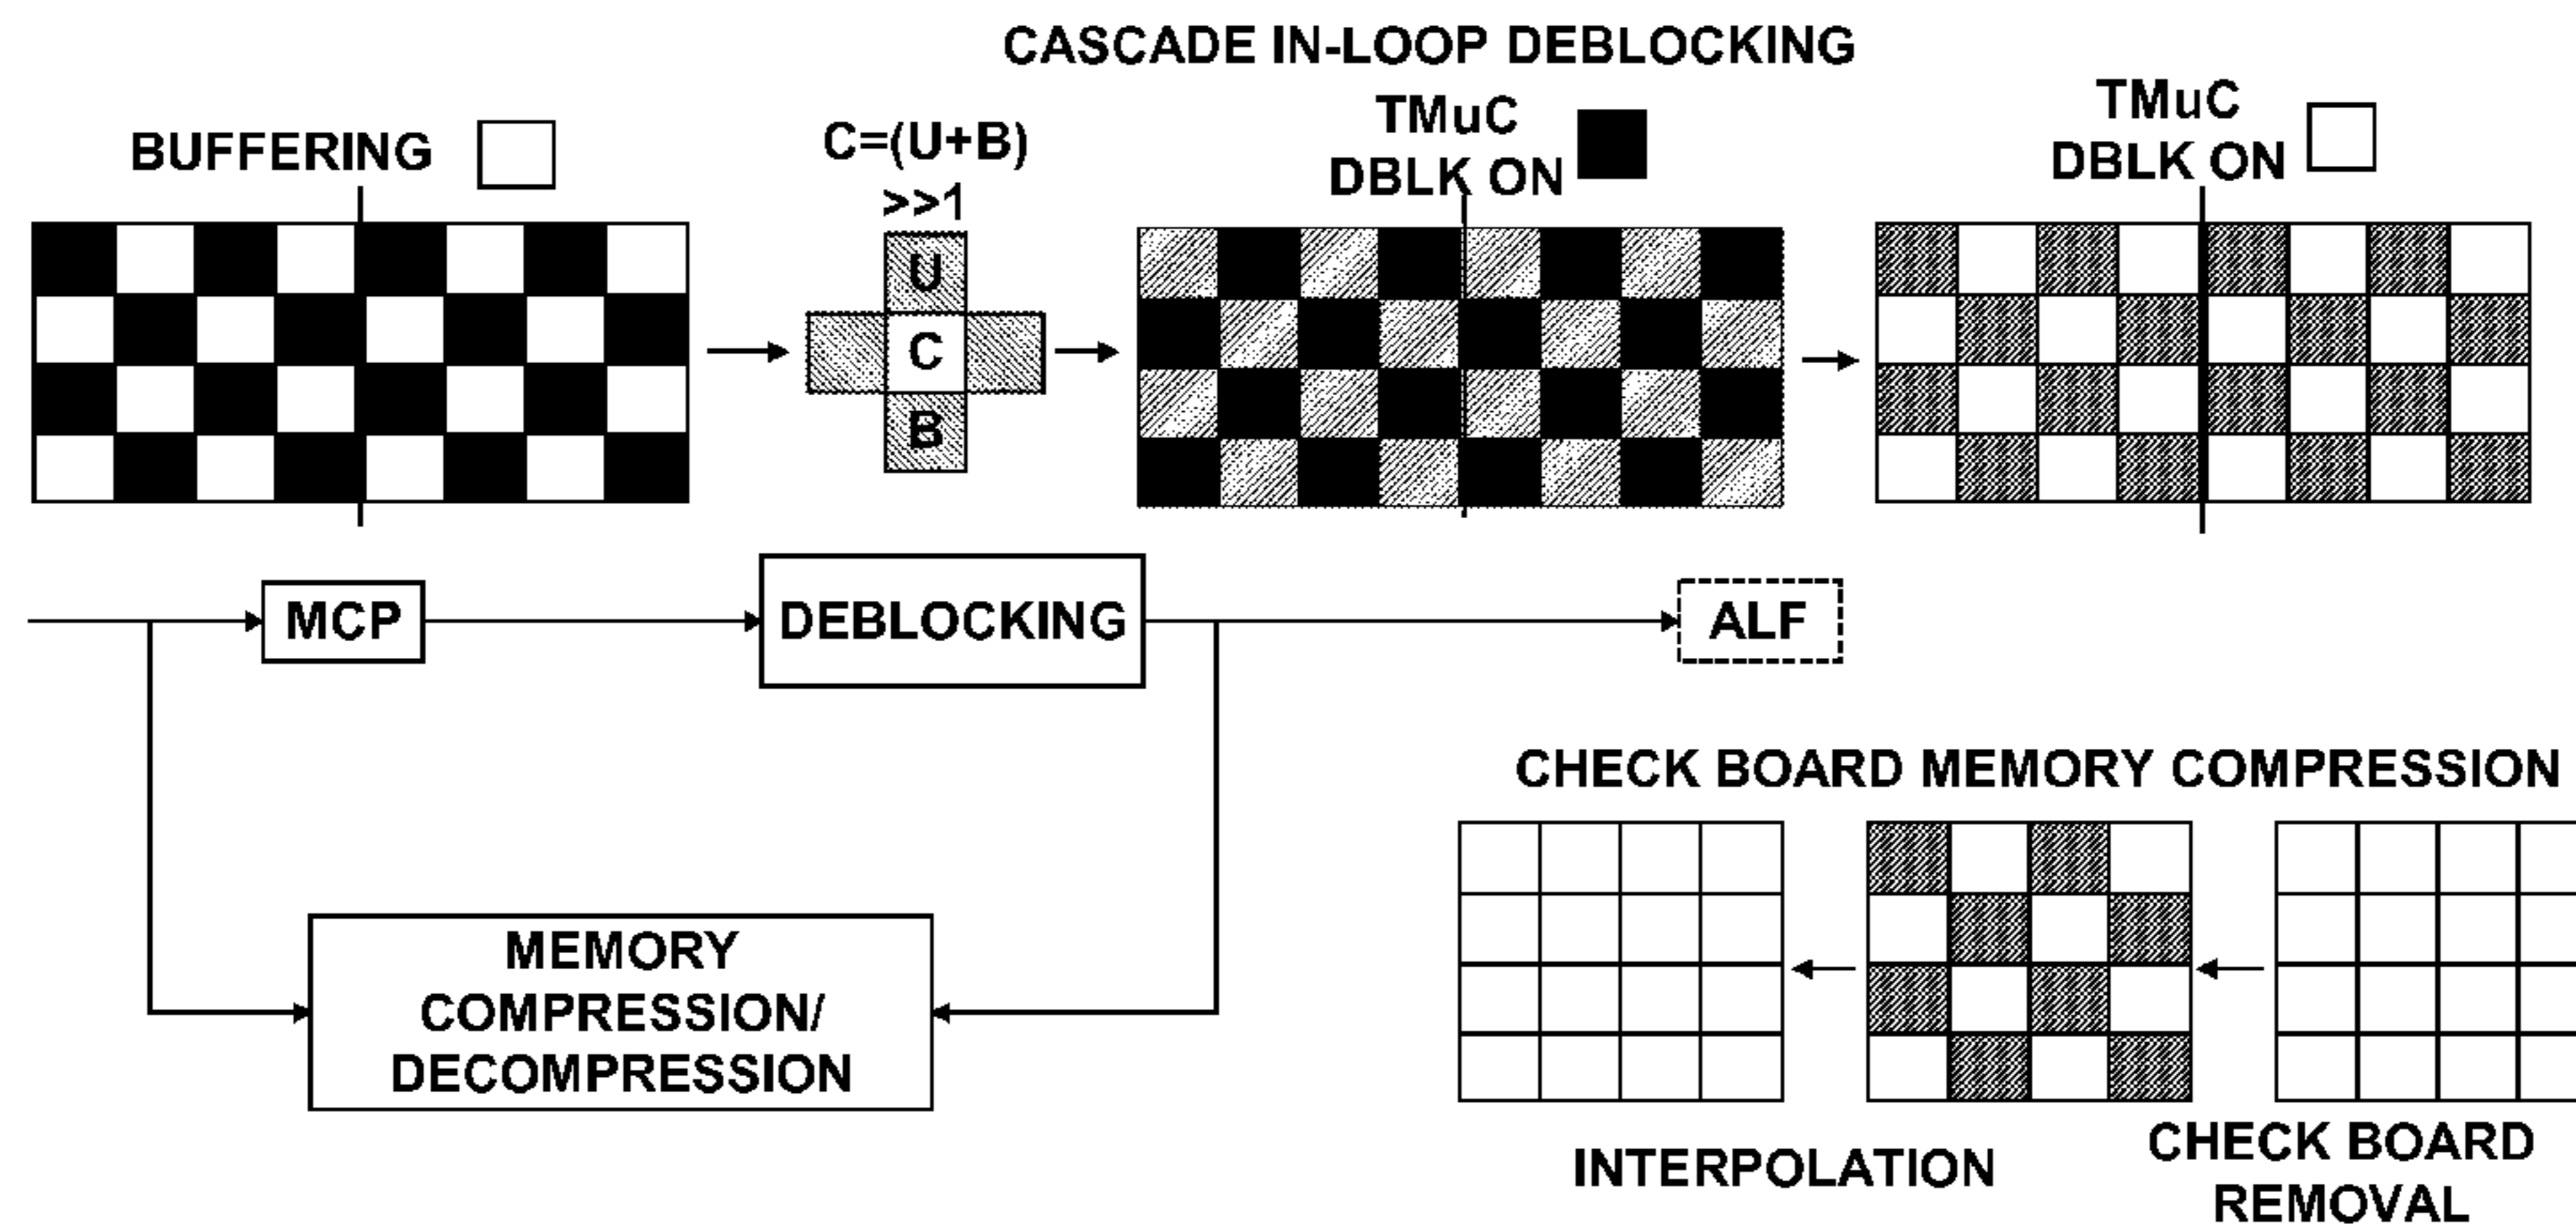 CASCADE IN-LOOP DEBLOCKING
BUFFERING
C=(U+B)
>>1
U
C
B
TMuC
DBLK ON
TMuC
DBLK ON
MCP
DEBLOCKING
ALF
MEMORY
COMPRESSION/
DECOMPRESSION
CHECK BOARD MEMORY COMPRESSION
INTERPOLATION
CHECK BOARD
REMOVAL